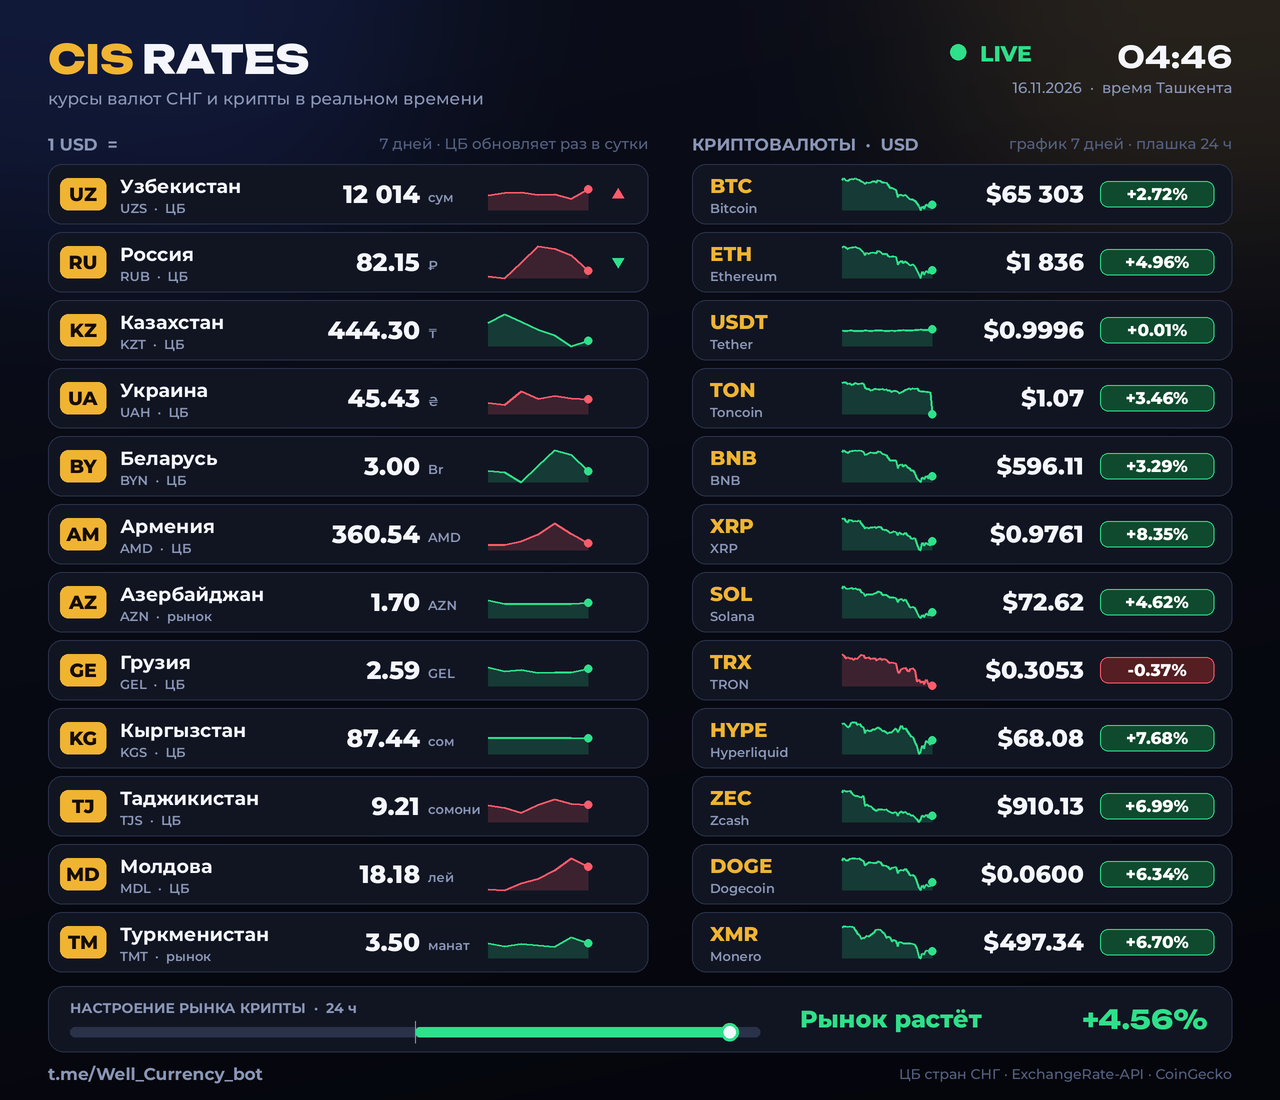 CIS RATES
курсы валют СНГ и крипты в реальном времени
LIVE 04:46
16.11.2026 · время Ташкента
1 USD =
7 дней · ЦБ обновляет раз в сутки
UZ Узбекистан 12 014 сум
UZS · ЦБ
RU Россия 82.15 ₽
RUB · ЦБ
KZ Казахстан 444.30 ₸
KZT · ЦБ
UA Украина 45.43 ₴
UAH · ЦБ
BY Беларусь 3.00 Br
BYN · ЦБ
AM Армения 360.54 AMD
AMD · ЦБ
AZ Азербайджан 1.70 AZN
AZN · рынок
GE Грузия 2.59 GEL
GEL · ЦБ
KG Кыргызстан 87.44 сом
KGS · ЦБ
TJ Таджикистан 9.21 сомони
TJS · ЦБ
MD Молдова 18.18 лей
MDL · ЦБ
TM Туркменистан 3.50 манат
TMT · рынок
КРИПТОВАЛЮТЫ · USD
график 7 дней · плашка 24 ч
BTC $65 303 +2.72%
Bitcoin
ETH $1 836 +4.96%
Ethereum
USDT $0.9996 +0.01%
Tether
TON $1.07 +3.46%
Toncoin
BNB $596.11 +3.29%
BNB
XRP $0.9761 +8.35%
XRP
SOL $72.62 +4.62%
Solana
TRX $0.3053 -0.37%
TRON
HYPE $68.08 +7.68%
Hyperliquid
ZEC $910.13 +6.99%
Zcash
DOGE $0.0600 +6.34%
Dogecoin
XMR $497.34 +6.70%
Monero
НАСТРОЕНИЕ РЫНКА КРИПТЫ · 24 ч
Рынок растёт +4.56%
t.me/Well_Currency_bot
ЦБ стран СНГ · ExchangeRate-API · CoinGecko